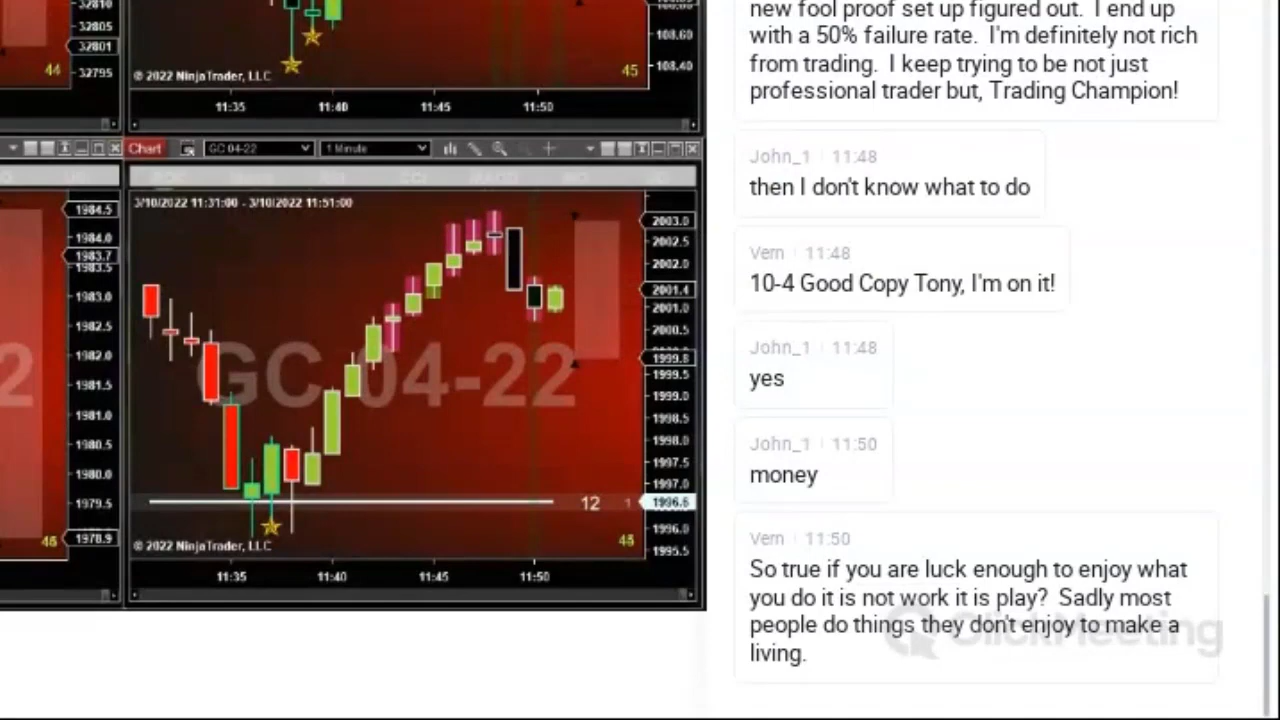 32810
32805
32801
32795
44
108.60
108.40
© 2022 NinjaTrader, LLC
45
11:35
11:40
11:45
11:50
Chart
GC 04-22
1 Minute
3/10/2022 11:31:00 - 3/10/2022 11:51:00
1984.5
1984.0
1983.7
1983.5
1983.0
1982.5
1982.0
1981.5
1981.0
1980.5
1980.0
1979.5
1978.9
2
45
GC 04-22
2003.0
2002.5
2002.0
2001.4
2001.0
2000.5
1999.8
1999.5
1999.0
1998.5
1998.0
1997.5
1997.0
12
1
1996.6
1996.0
1995.5
45
© 2022 NinjaTrader, LLC
11:35
11:40
11:45
11:50
new fool proof set up figured out. I end up
with a 50% failure rate. I'm definitely not rich
from trading. I keep trying to be not just
professional trader but, Trading Champion!
John_1 11:48
then I don't know what to do
Vern 11:48
10-4 Good Copy Tony, I'm on it!
John_1 11:48
yes
John_1 11:50
money
Vern 11:50
So true if you are luck enough to enjoy what
you do it is not work it is play? Sadly most
people do things they don't enjoy to make a
living.
ClickMeeting